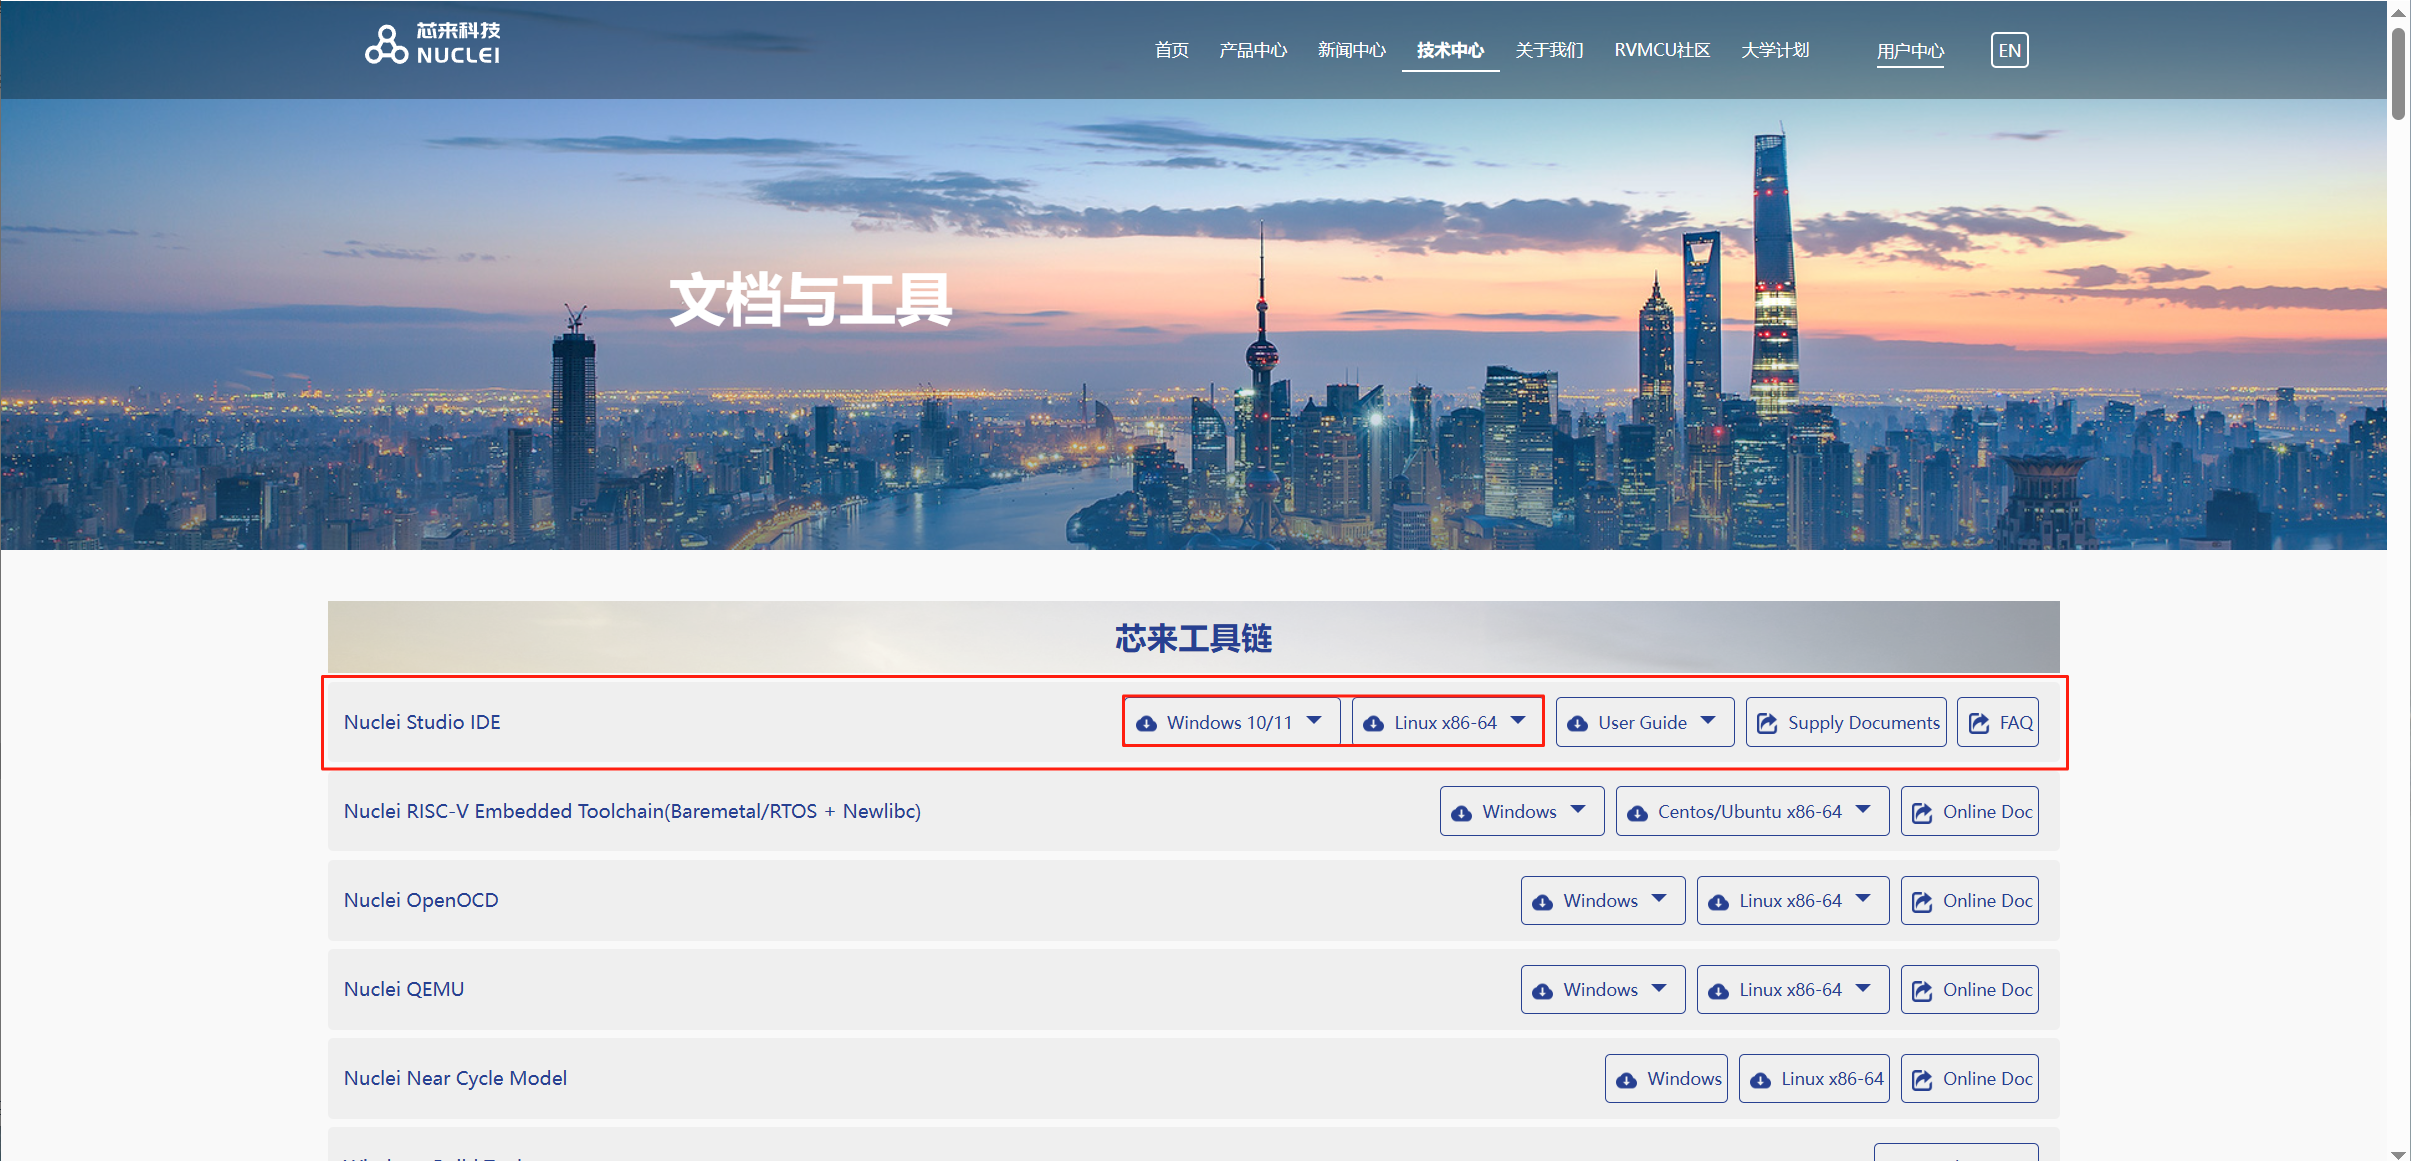 芯来科技
NUCLEI
首页 产品中心 新闻中心 技术中心 关于我们 RVMCU社区 大学计划 用户中心 EN
文档与工具
芯来工具链
Nuclei Studio IDE Windows 10/11 Linux x86-64 User Guide Supply Documents FAQ
Nuclei RISC-V Embedded Toolchain(Baremetal/RTOS + Newlibc) Windows Centos/Ubuntu x86-64 Online Doc
Nuclei OpenOCD Windows Linux x86-64 Online Doc
Nuclei QEMU Windows Linux x86-64 Online Doc
Nuclei Near Cycle Model Windows Linux x86-64 Online Doc